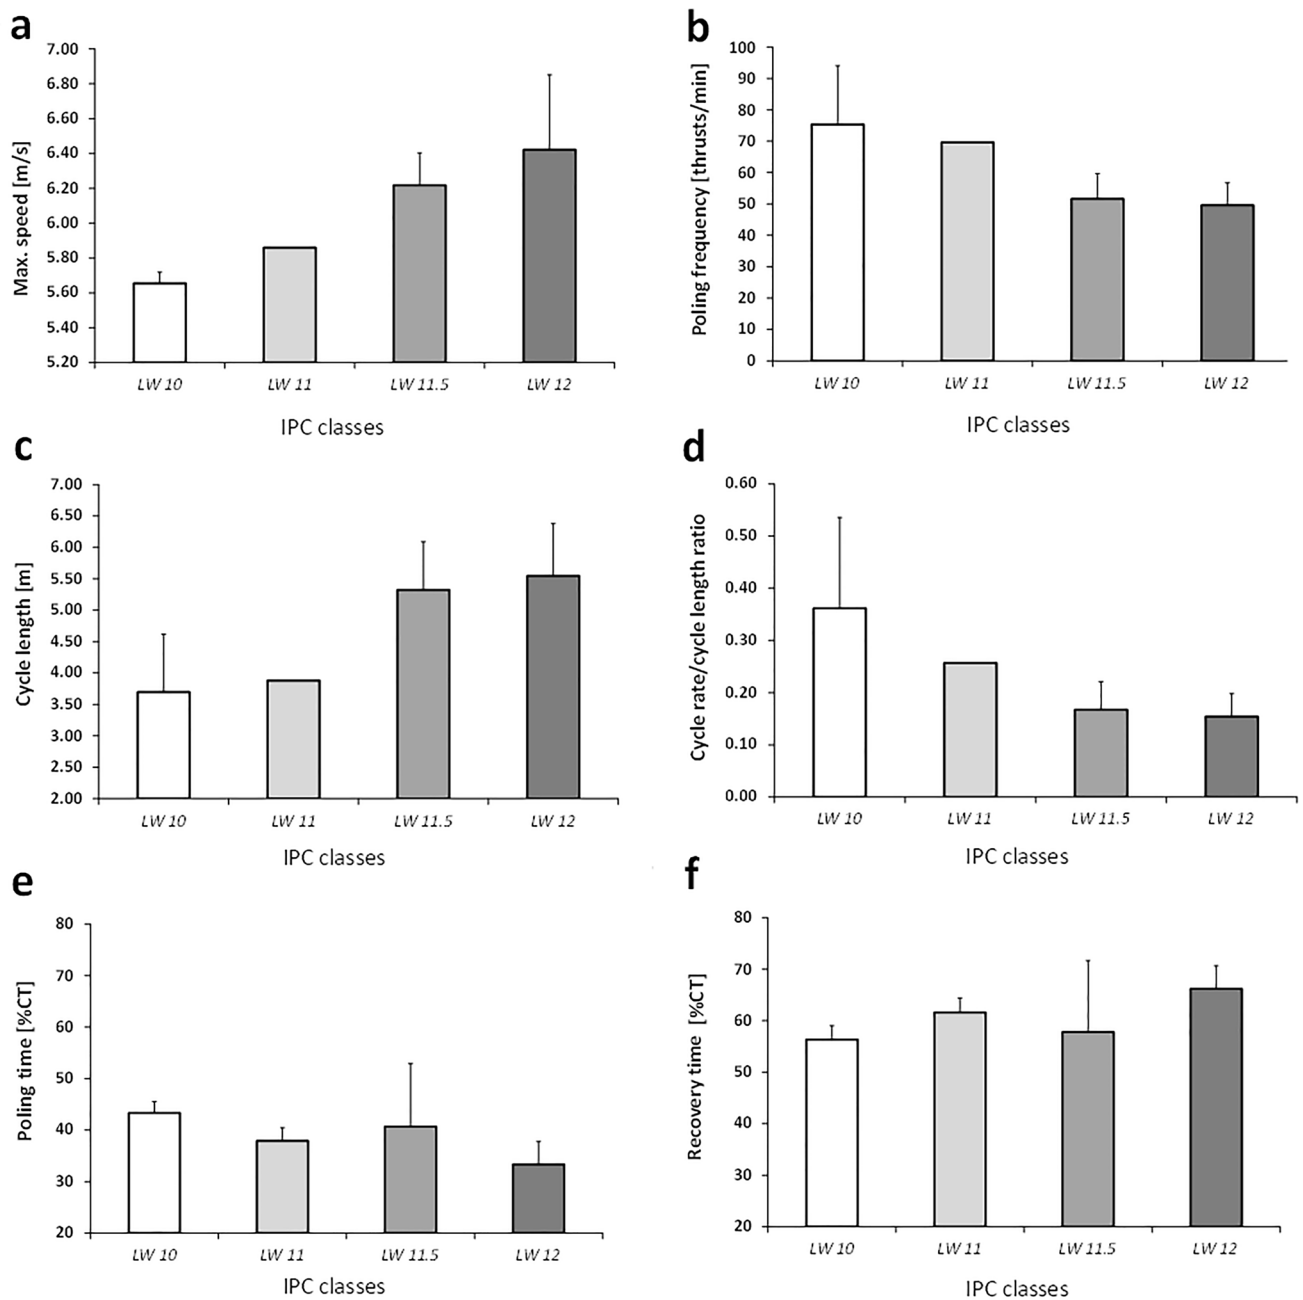 a
Max. speed [m/s]
7.00
6.80
6.60
6.40
6.20
6.00
5.80
5.60
5.40
5.20
LW 10 LW 11 LW 11.5 LW 12
IPC classes
b
Poling frequency [thrusts/min]
100
90
80
70
60
50
40
30
20
10
0
LW 10 LW 11 LW 11.5 LW 12
IPC classes
c
Cycle length [m]
7.00
6.50
6.00
5.50
5.00
4.50
4.00
3.50
3.00
2.50
2.00
LW 10 LW 11 LW 11.5 LW 12
IPC classes
d
Cycle rate/cycle length ratio
0.60
0.50
0.40
0.30
0.20
0.10
0.00
LW 10 LW 11 LW 11.5 LW 12
IPC classes
e
Poling time [%CT]
80
70
60
50
40
30
20
LW 10 LW 11 LW 11.5 LW 12
IPC classes
f
Recovery time [%CT]
80
70
60
50
40
30
20
LW 10 LW 11 LW 11.5 LW 12
IPC classes